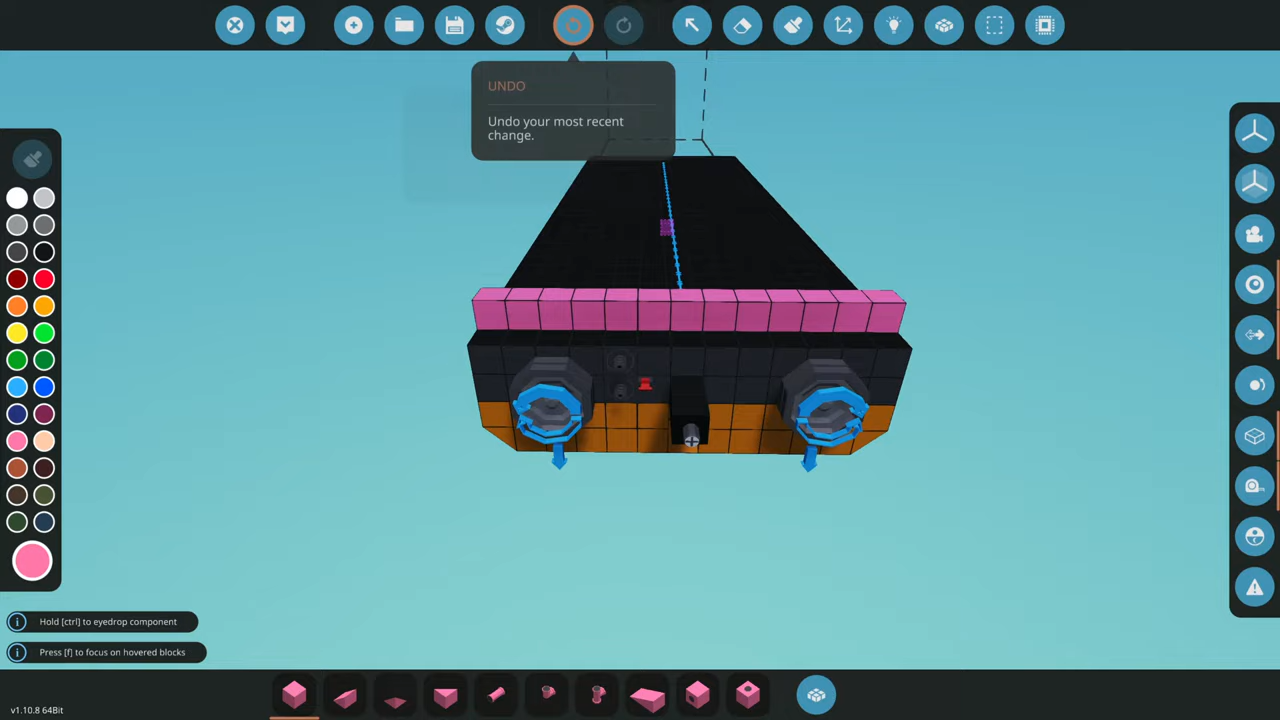 UNDO
Undo your most recent
change.
Hold [ctrl] to eyedrop component
Press [f] to focus on hovered blocks
v1.10.8 64Bit